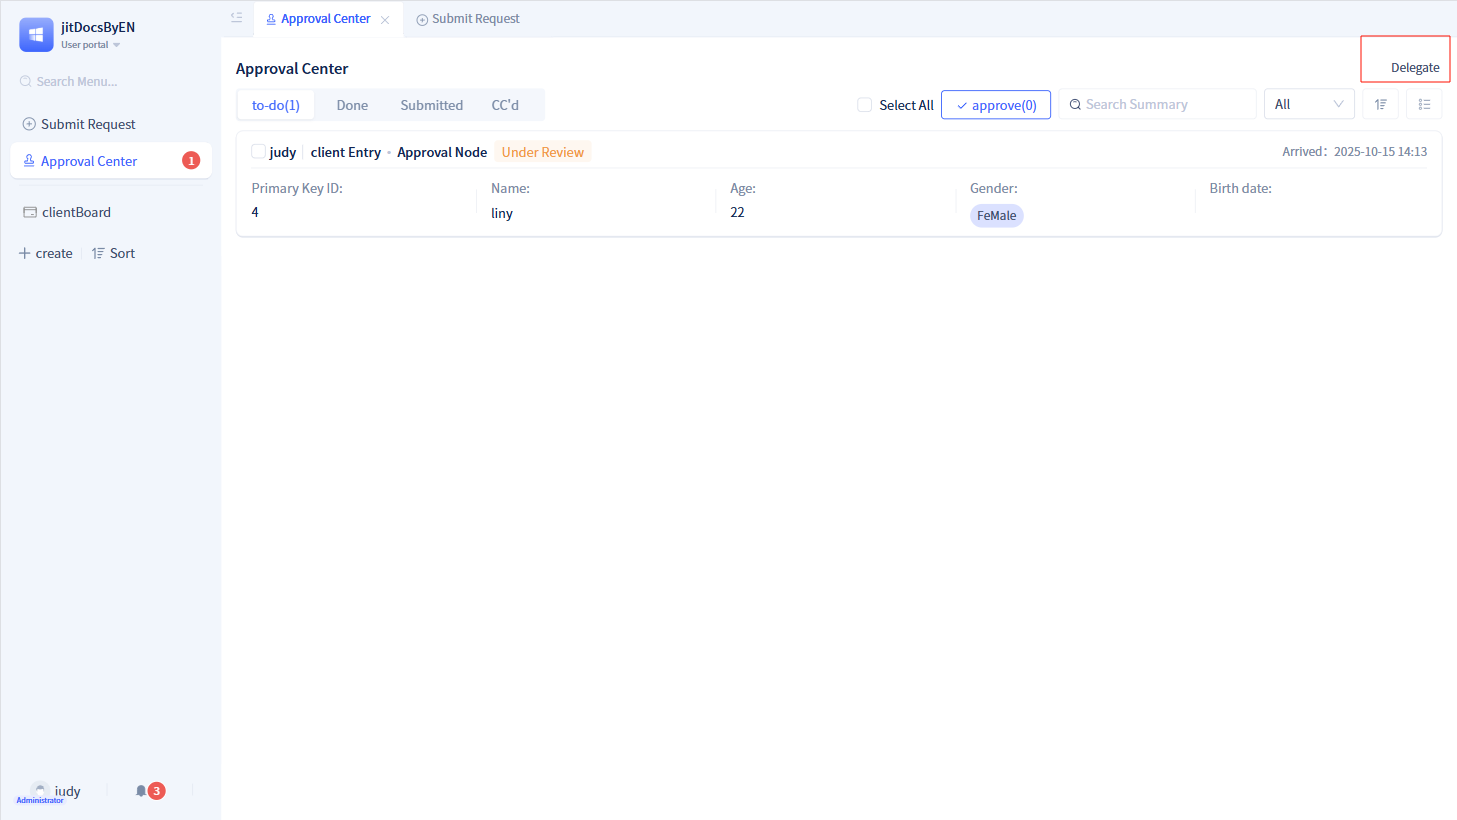 jitDocsByEN
User portal
Search Menu...
Submit Request
Approval Center 1
clientBoard
create Sort
judy
Administrator
3
Approval Center Submit Request
Approval Center
Delegate
to-do(1) Done Submitted CC'd
Select All approve(0) Search Summary All
judy client Entry • Approval Node Under Review Arrived：2025-10-15 14:13
Primary Key ID: Name: Age: Gender: Birth date:
4 liny 22 FeMale